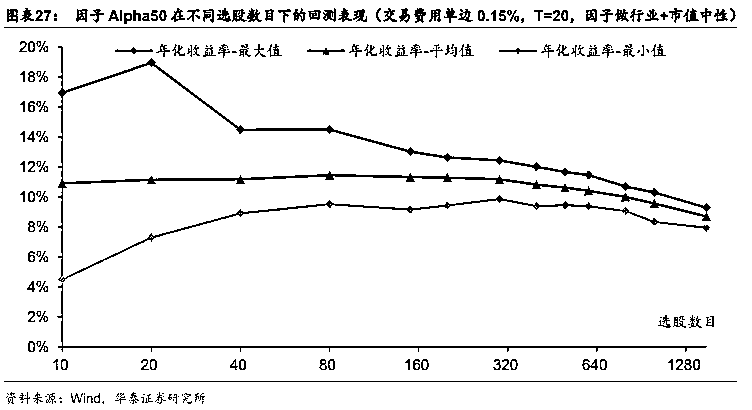 图表27： 因子Alpha50在不同选股数目下的回测表现（交易费用单边0.15%，T=20，因子做行业+市值中性）
20%
年化收益率-最大值 年化收益率-平均值 年化收益率-最小值
18%
16%
14%
12%
10%
8%
6%
4%
2%
选股数目
0%
10 20 40 80 160 320 640 1280
资料来源：Wind，华泰证券研究所